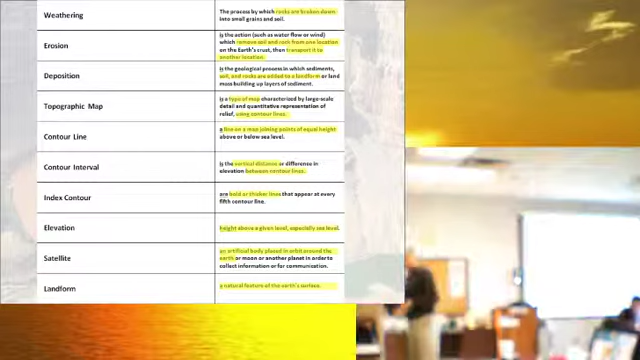 Weathering
The process by which rocks are broken down
into small grains and soil.
Erosion
is the action (such as water flow or wind)
which remove soil and rock from one location
on the Earth's crust, then transport it to
another location.
Deposition
is the geological process in which sediments,
soil, and rocks are added to a landform or land
mass building up layers of sediment.
Topographic Map
is a type of map characterized by large-scale
detail and quantitative representation of
relief, using contour lines.
Contour Line
a line on a map joining points of equal height
above or below sea level.
Contour Interval
is the vertical distance or difference in
elevation between contour lines.
Index Contour
are bold or thicker lines that appear at every
fifth contour line.
Elevation
height above a given level, especially sea level.
Satellite
an artificial body placed in orbit around the
earth or moon or another planet in order to
collect information or for communication.
Landform
a natural feature of the earth's surface.